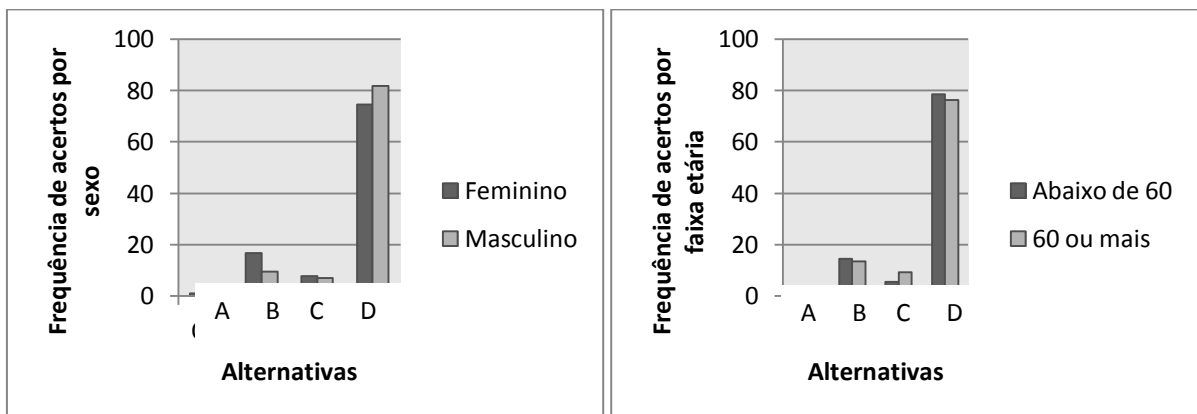 Frequência de acertos por
sexo
100
80
60
40
20
0
A B C D
Alternativas
Feminino
Masculino
Frequência de acertos por
faixa etária
100
80
60
40
20
0
A B C D
Alternativas
Abaixo de 60
60 ou mais